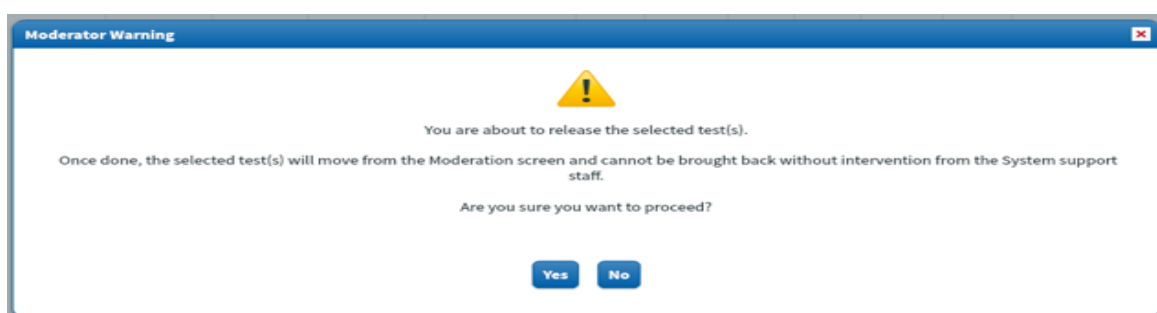 Moderator Warning
You are about to release the selected test(s).
Once done, the selected test(s) will move from the Moderation screen and cannot be brought back without intervention from the System support
staff.
Are you sure you want to proceed?
Yes No